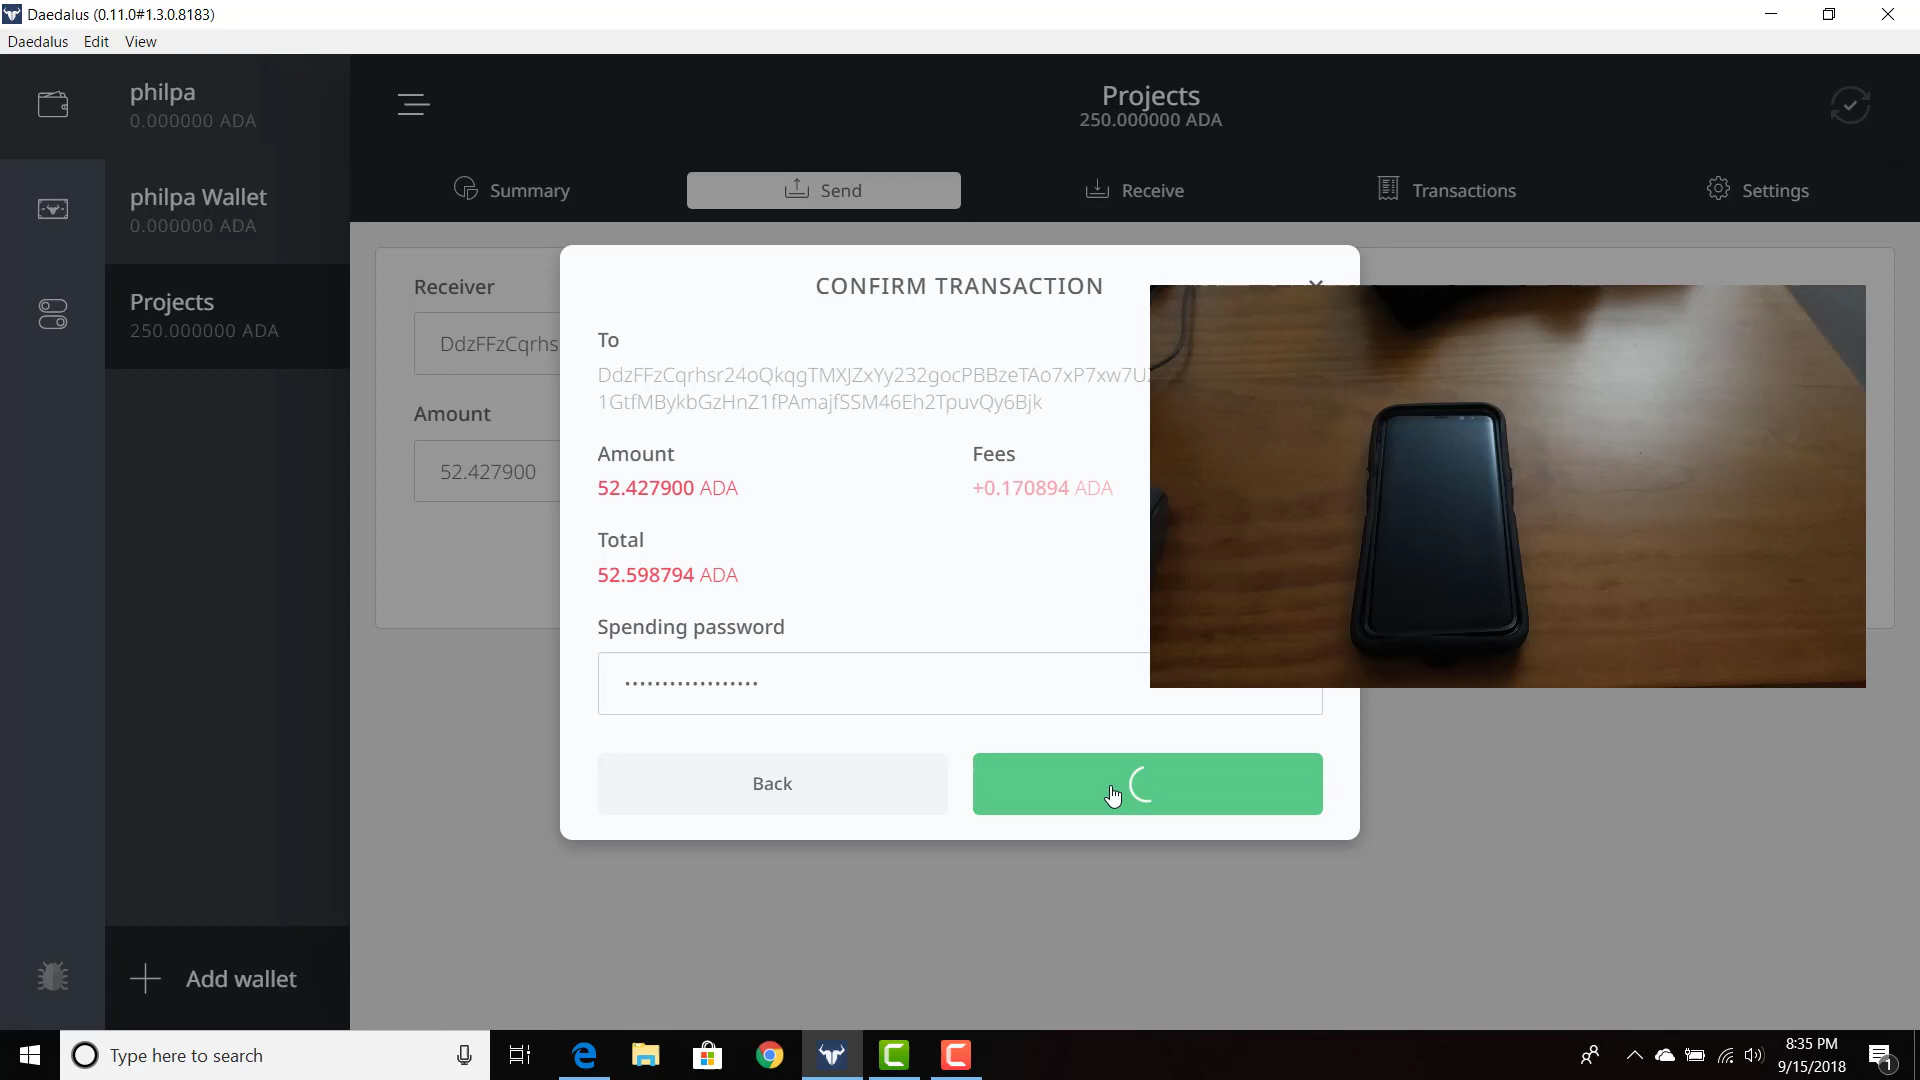 Daedalus (0.11.0#1.3.0.8183)
Daedalus Edit View
philpa
0.000000 ADA
philpa Wallet
0.000000 ADA
Projects
250.000000 ADA
Add wallet
Projects
250.000000 ADA
Summary
Send
Receive
Transactions
Settings
Receiver
DdzFFzCqrhs
Amount
52.427900
CONFIRM TRANSACTION
To
DdzFFzCqrhsr24oQkqgTMXJZxYy232gocPBBzeTAo7xP7xw7U
1GtfMBykbGzHnZ1fPAmajfSSM46Eh2TpuvQy6Bjk
Amount
52.427900 ADA
Fees
+0.170894 ADA
Total
52.598794 ADA
Spending password
••••••••••••••••••
Back
Type here to search
8:35 PM
9/15/2018
1